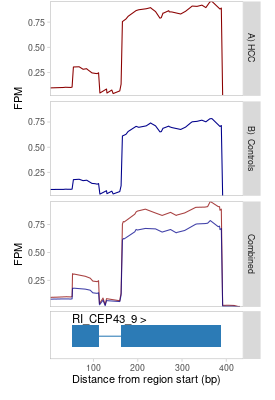 0.75
0.50
0.25
FPM
A) HCC
0.75
0.50
0.25
B) Controls
0.75
0.50
0.25
FPM
Combined
RI_CEP43_9 >
100
200
300
400
Distance from region start (bp)